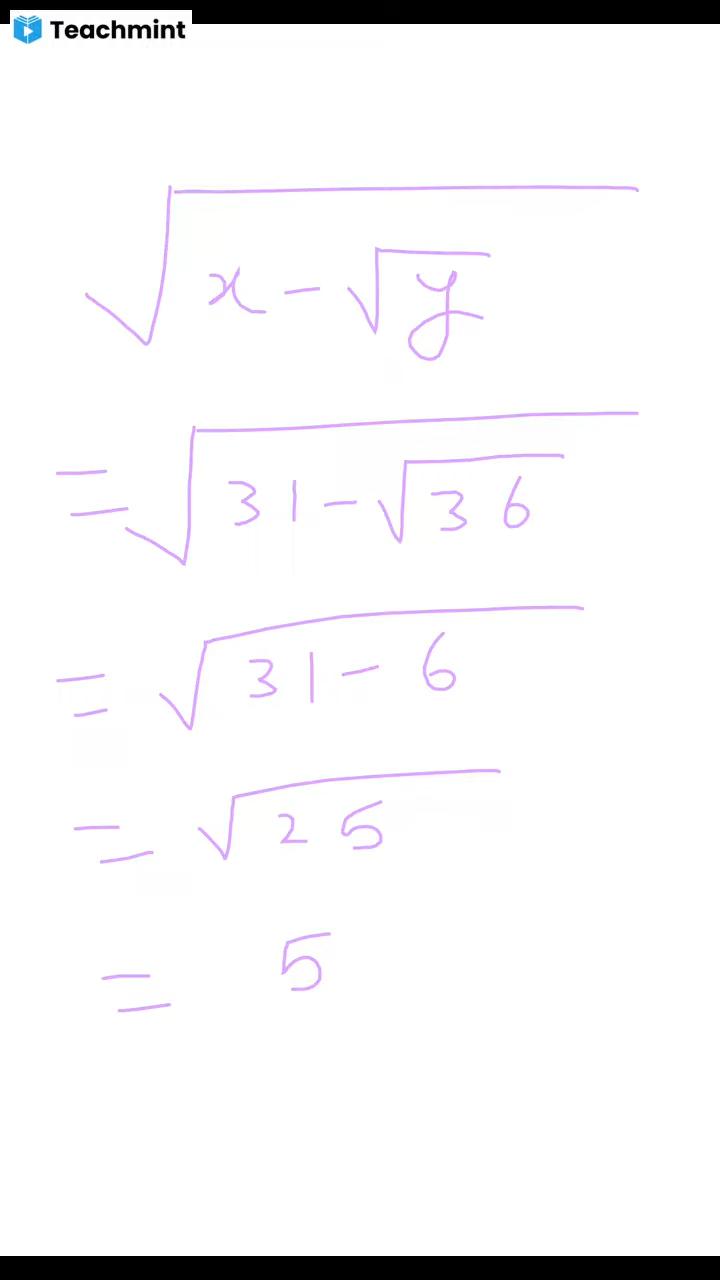 Teachmint
√(x - √y)
= √(31 - √36)
= √(31 - 6)
= √25
= 5